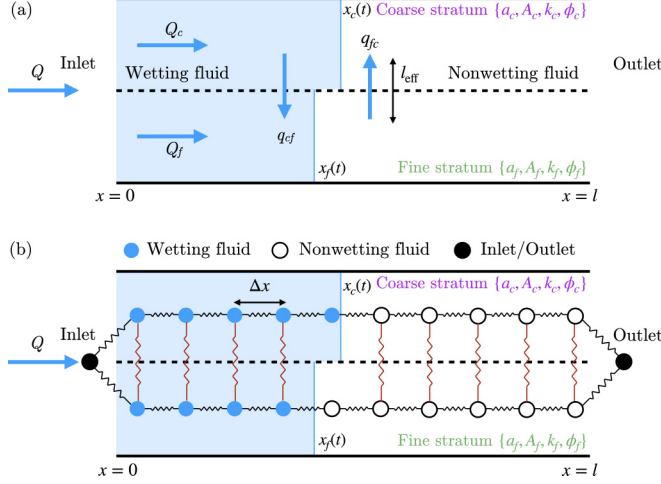 (a)
x_c(t) Coarse stratum {a_c, A_c, k_c, ϕ_c}
Q_c
q_fc
Q Inlet
Wetting fluid
l_eff
Nonwetting fluid
Outlet
Q_f
q_cf
x_f(t)
Fine stratum {a_f, A_f, k_f, ϕ_f}
x = 0
x = l
(b)
Wetting fluid
Nonwetting fluid
Inlet/Outlet
Δx
x_c(t) Coarse stratum {a_c, A_c, k_c, ϕ_c}
Q Inlet
Outlet
x_f(t)
Fine stratum {a_f, A_f, k_f, ϕ_f}
x = 0
x = l